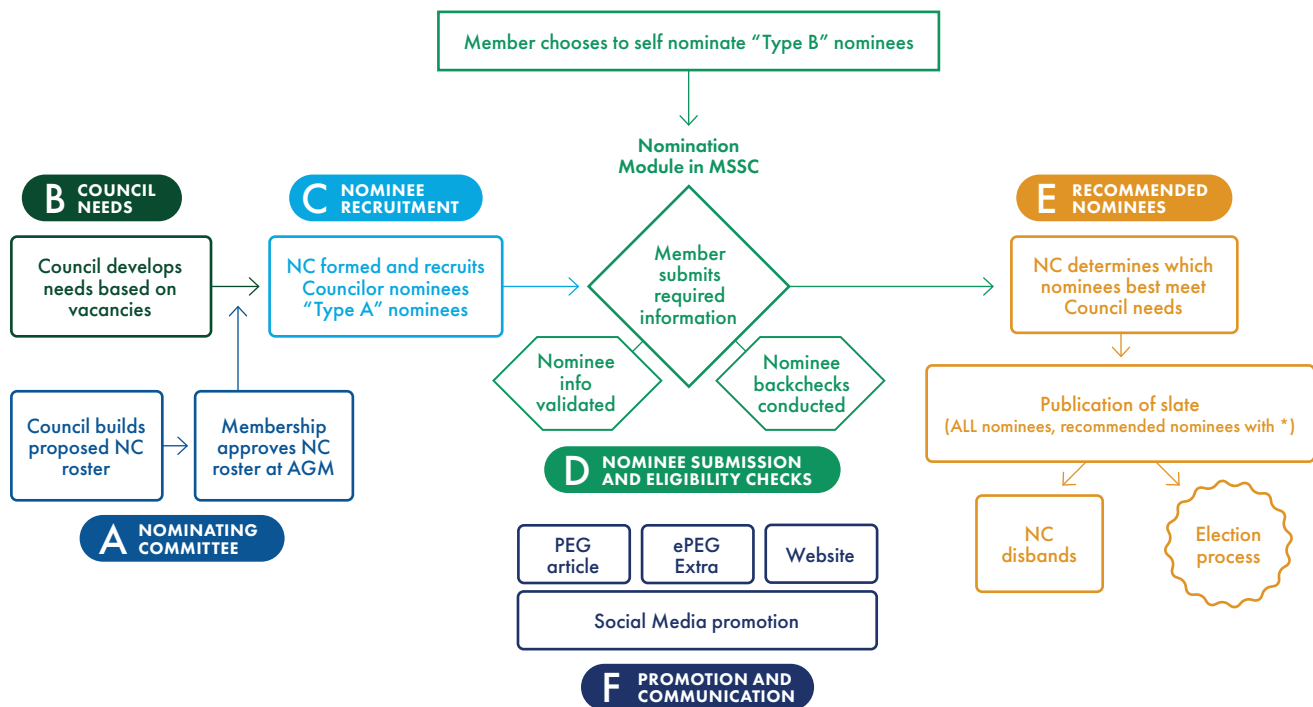 Member chooses to self nominate “Type B” nominees
Nomination
Module in MSSC
B COUNCIL
NEEDS
Council develops
needs based on
vacancies
C NOMINEE
RECRUITMENT
NC formed and recruits
Councilor nominees
“Type A” nominees
Member
submits
required
information
Nominee
info
validated
Nominee
backchecks
conducted
D NOMINEE SUBMISSION
AND ELIGIBILITY CHECKS
E RECOMMENDED
NOMINEES
NC determines which
nominees best meet
Council needs
Publication of slate
(ALL nominees, recommended nominees with *)
NC
disbands
Election
process
Council builds
proposed NC
roster
Membership
approves NC
roster at AGM
A NOMINATING
COMMITTEE
PEG
article
ePEG
Extra
Website
Social Media promotion
F PROMOTION AND
COMMUNICATION